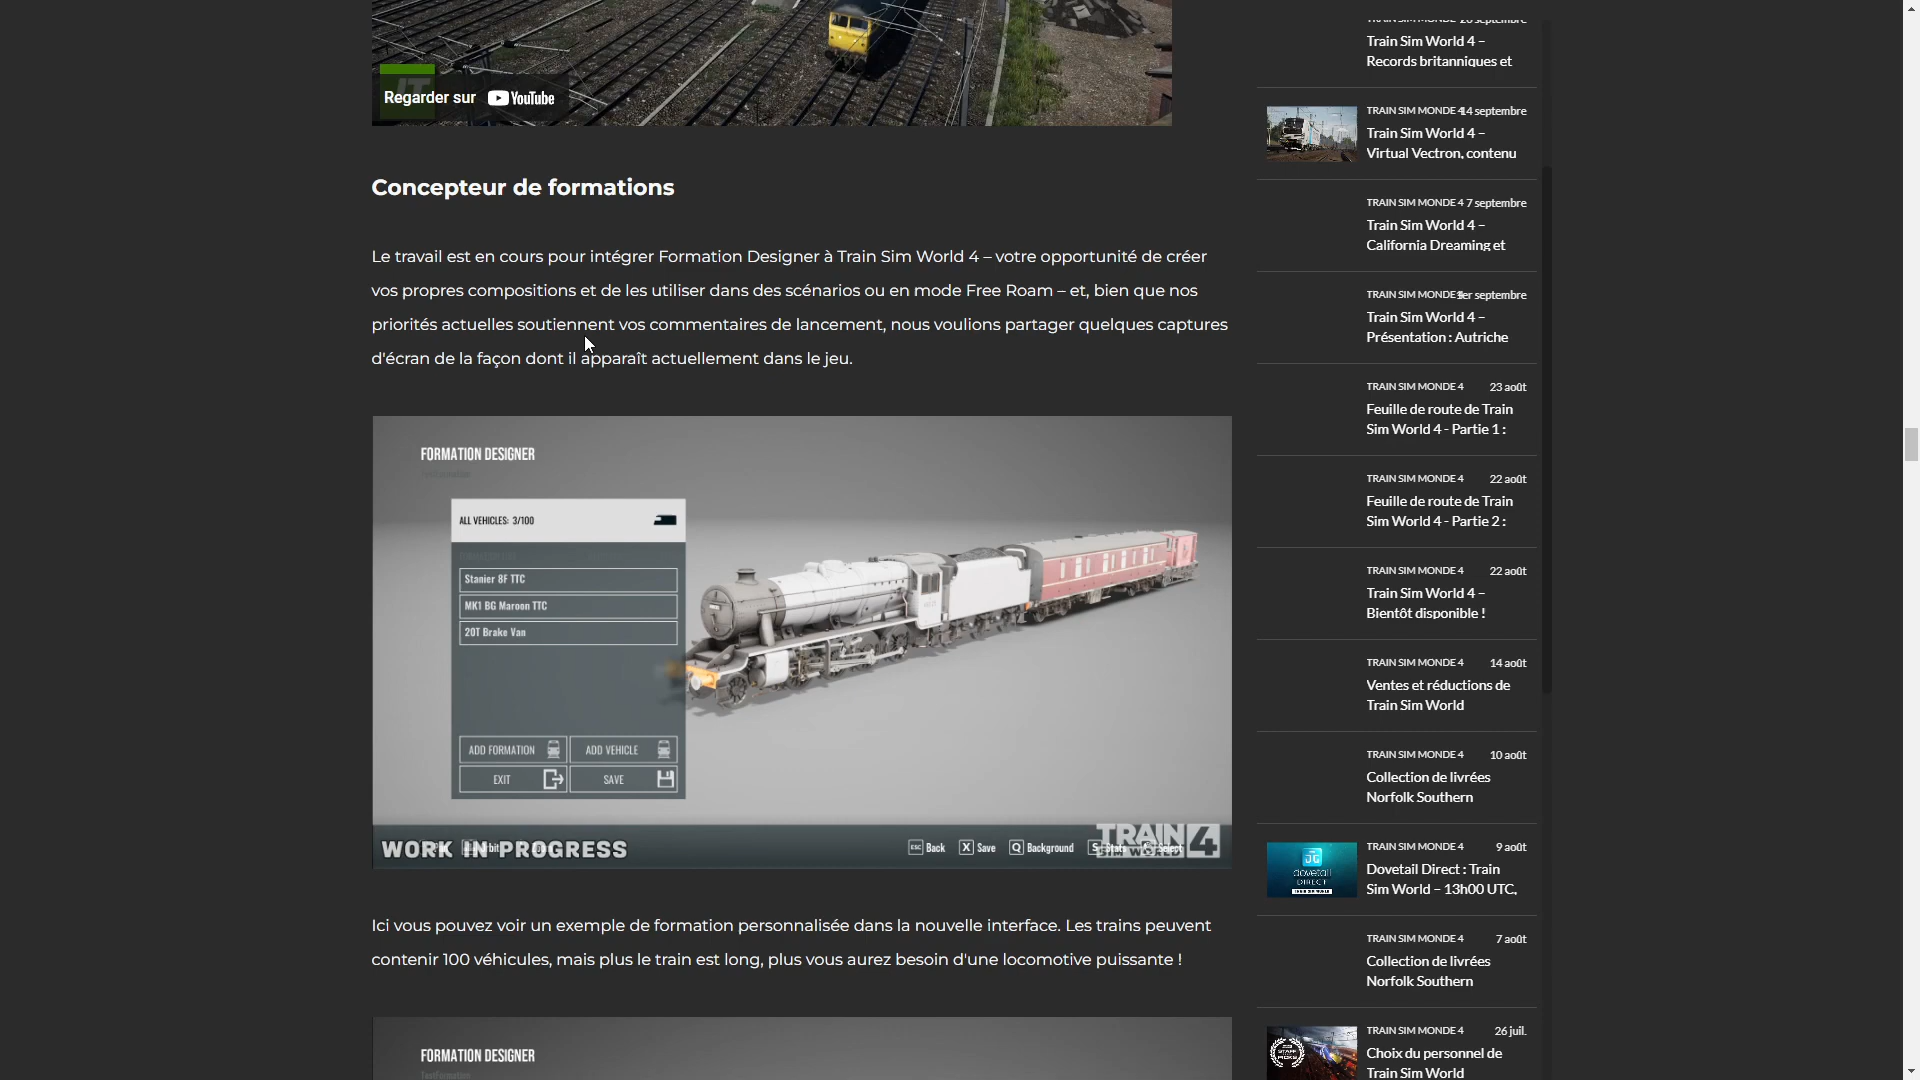 Regarder sur YouTube
Concepteur de formations
Le travail est en cours pour intégrer Formation Designer à Train Sim World 4 – votre opportunité de créer
vos propres compositions et de les utiliser dans des scénarios ou en mode Free Roam – et, bien que nos
priorités actuelles soutiennent vos commentaires de lancement, nous voulions partager quelques captures
d'écran de la façon dont il apparaît actuellement dans le jeu.
FORMATION DESIGNER
ALL VEHICLES: 3/100
Stanier 8F TTC
MK1 BG Maroon TTC
20T Brake Van
ADD FORMATION
ADD VEHICLE
EXIT
SAVE
WORK IN PROGRESS
ESC Back
X Save
Q Background
TRAIN SIM WORLD 4
Ici vous pouvez voir un exemple de formation personnalisée dans la nouvelle interface. Les trains peuvent
contenir 100 véhicules, mais plus le train est long, plus vous aurez besoin d'une locomotive puissante !
FORMATION DESIGNER
TestFormation
TRAIN SIM MONDE 4 20 septembre
Train Sim World 4 –
Records britanniques et
TRAIN SIM MONDE 4 14 septembre
Train Sim World 4 –
Virtual Vectron, contenu
TRAIN SIM MONDE 4 7 septembre
Train Sim World 4 –
California Dreaming et
TRAIN SIM MONDE 4 1er septembre
Train Sim World 4 –
Présentation : Autriche
TRAIN SIM MONDE 4 23 août
Feuille de route de Train
Sim World 4 - Partie 1 :
TRAIN SIM MONDE 4 22 août
Feuille de route de Train
Sim World 4 - Partie 2 :
TRAIN SIM MONDE 4 22 août
Train Sim World 4 –
Bientôt disponible !
TRAIN SIM MONDE 4 14 août
Ventes et réductions de
Train Sim World
TRAIN SIM MONDE 4 10 août
Collection de livrées
Norfolk Southern
dovetail
DIRECT
TRAIN SIM MONDE 4 9 août
Dovetail Direct : Train
Sim World – 13h00 UTC,
TRAIN SIM MONDE 4 7 août
Collection de livrées
Norfolk Southern
STAFF
PICKS
TRAIN SIM MONDE 4 26 juil.
Choix du personnel de
Train Sim World